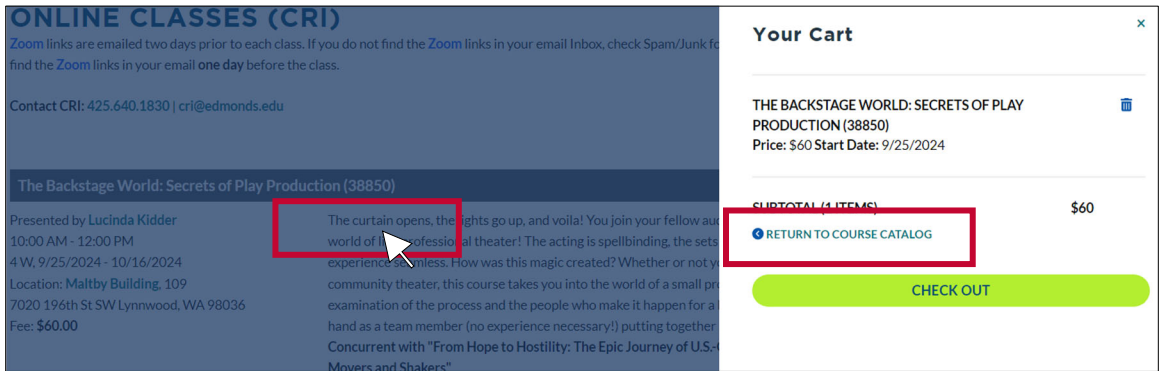 ONLINE CLASSES (CRI)
Zoom links are emailed two days prior to each class. If you do not find the Zoom links in your email Inbox, check Spam/Junk fo
find the Zoom links in your email one day before the class.
Contact CRI: 425.640.1830 | cri@edmonds.edu
The Backstage World: Secrets of Play Production (38850)
Presented by Lucinda Kidder
10:00 AM - 12:00 PM
4 W, 9/25/2024 - 10/16/2024
Location: Maltby Building, 109
7020 196th St SW Lynnwood, WA 98036
Fee: $60.00
The curtain opens, the lights go up, and voila! You join your fellow aud
world of professional theater! The acting is spellbinding, the sets
experience seamless. How was this magic created? Whether or not yo
community theater, this course takes you into the world of a small pro
examination of the process and the people who make it happen for a l
hand as a team member (no experience necessary!) putting together
Concurrent with "From Hope to Hostility: The Epic Journey of U.S.-C
Movers and Shakers"
Your Cart
×
THE BACKSTAGE WORLD: SECRETS OF PLAY
PRODUCTION (38850)
Price: $60 Start Date: 9/25/2024
SUBTOTAL (1 ITEMS) $60
RETURN TO COURSE CATALOG
CHECK OUT